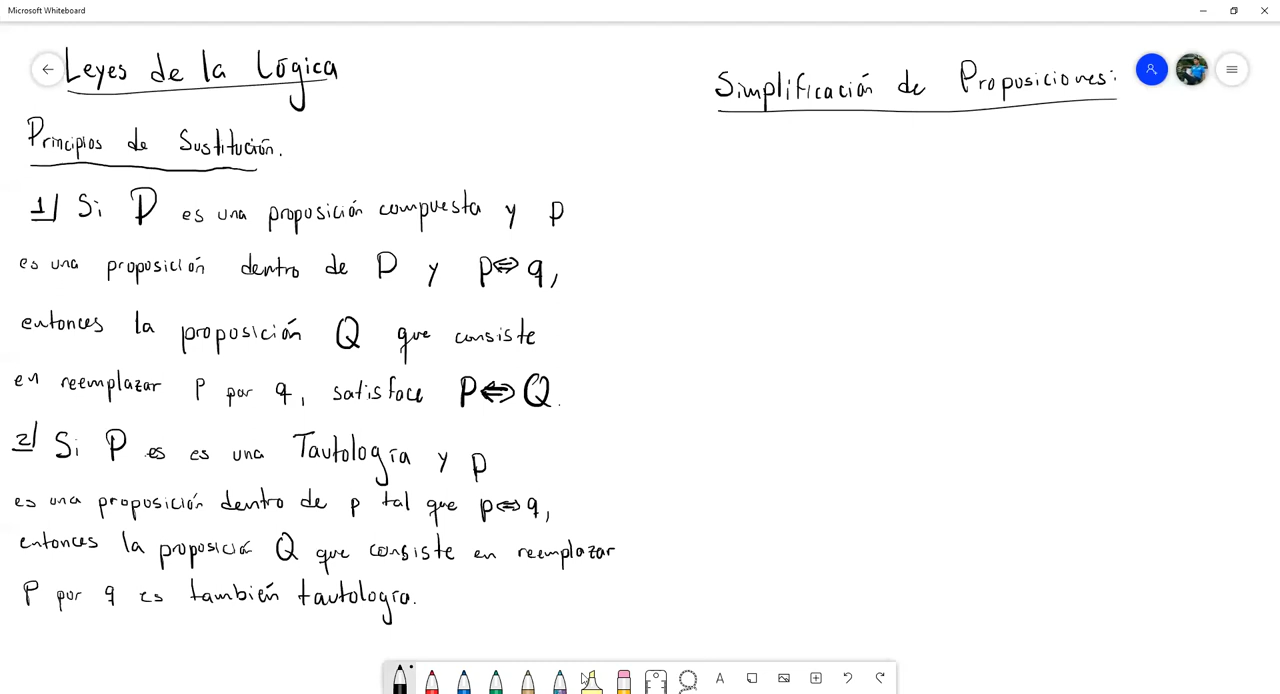 Microsoft Whiteboard
Leyes de la Lógica
Principios de Sustitución.
1) Si P es una proposición compuesta y p
es una proposición dentro de P y p⇔q,
entonces la proposición Q que consiste
en reemplazar p por q, satisface P⇔Q.
2) Si P es es una Tautología y p
es una proposición dentro de p tal que p⇔q,
entonces la proposición Q que consiste en reemplazar
p por q es también tautología.
Simplificación de Proposiciones: